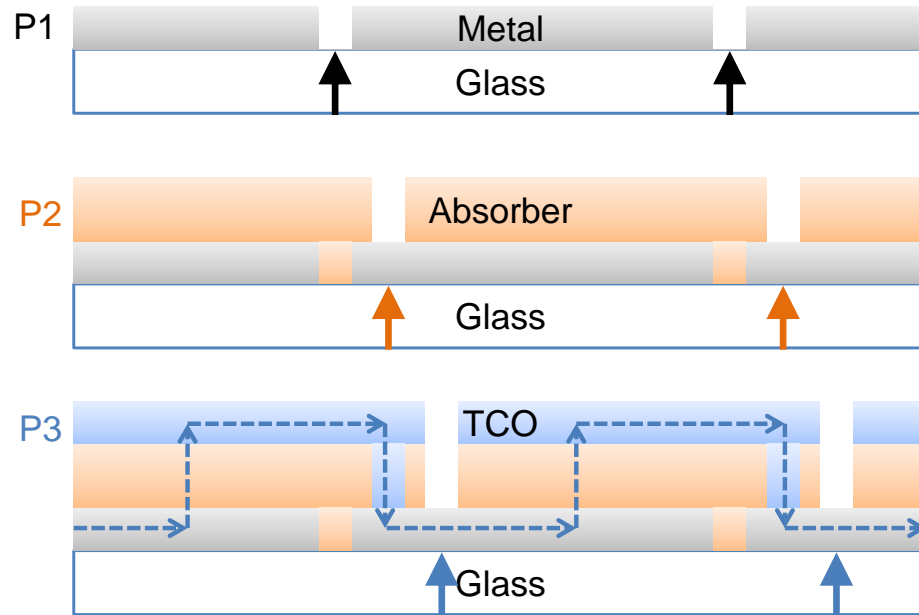 P1
Metal
Glass
P2
Absorber
Glass
P3
TCO
Glass